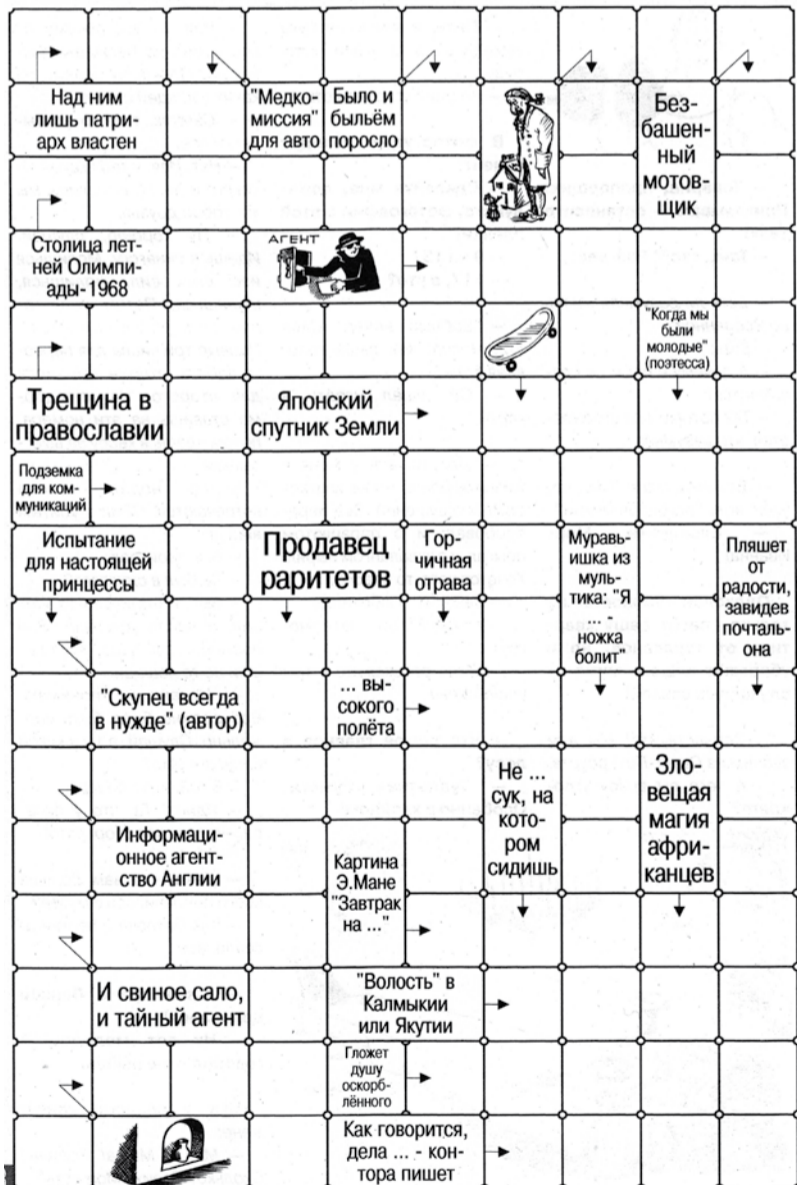 Над ним
лишь патри-
арх властен
"Медко-
миссия"
для авто
Было и
быльём
поросло
Без-
башен-
ный
мотов-
щик
Столица лет-
ней Олимпи-
ады-1968
АГЕНТ
"Когда мы
были
молодые"
(поэтесса)
Трещина в
православии
Японский
спутник Земли
Подземка
для ком-
муникаций
Испытание
для настоящей
принцессы
Продавец
раритетов
Гор-
чичная
отрава
Муравь-
ишка из
муль-
тика: "Я
... -
ножка
болит"
Пляшет
от
радости,
завидев
почталь-
она
"Скупец всегда
в нужде" (автор)
... вы-
сокого
полёта
Не ...
сук, на
кото-
ром
сидишь
Зло-
вещая
магия
афри-
канцев
Информаци-
онное агент-
ство Англии
Картина
Э.Мане
"Завтрак
на ..."
И свиное сало,
и тайный агент
"Волость" в
Калмыкии
или Якутии
Гложет
душу
оскорб-
лённого
Как говорится,
дела ... - кон-
тора пишет